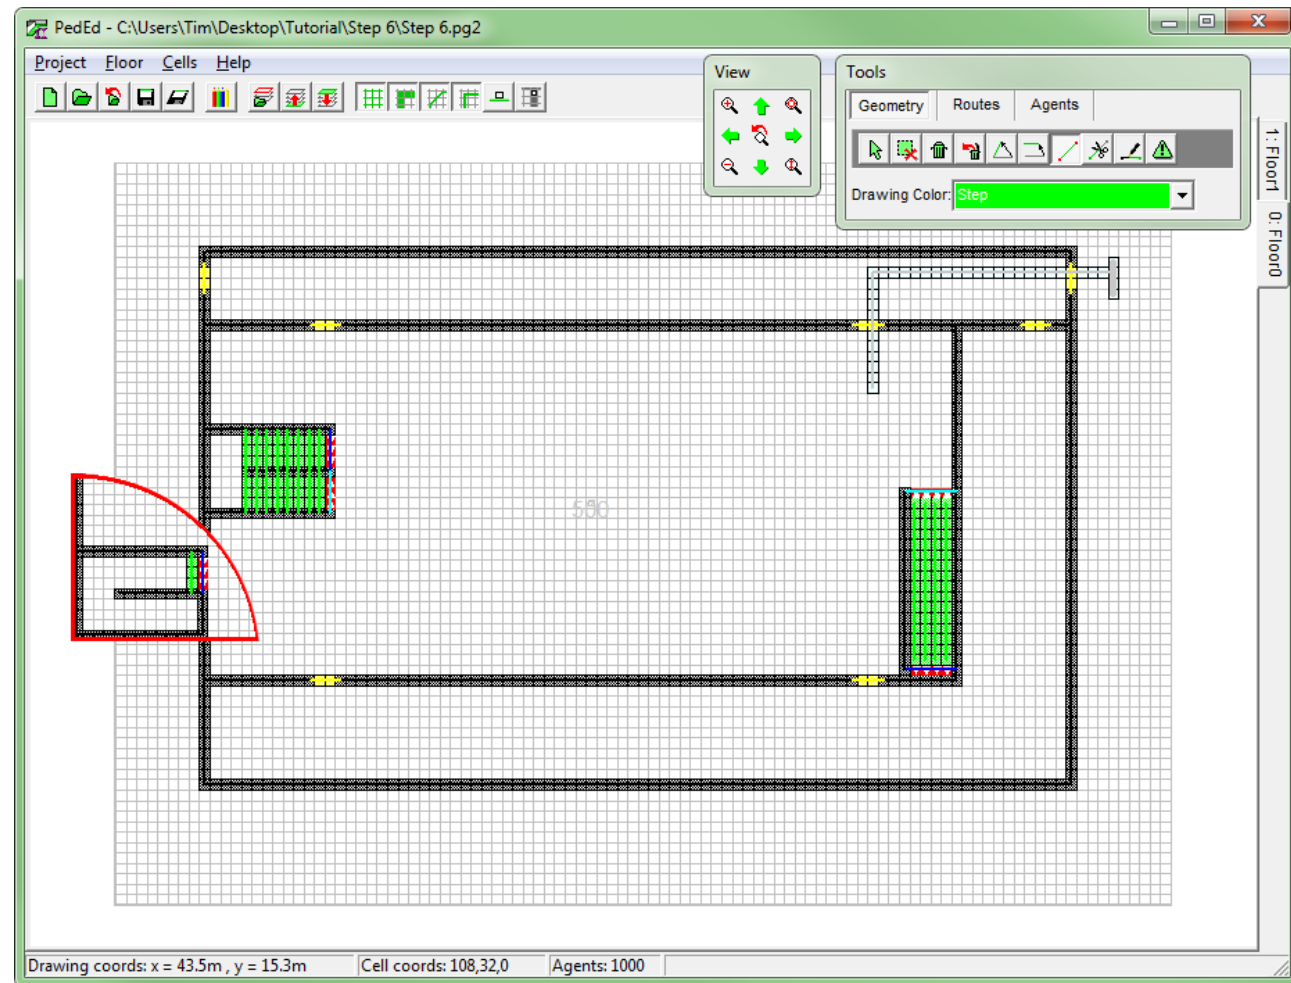 PedEd - C:\Users\Tim\Desktop\Tutorial\Step 6\Step 6.pg2
Project Floor Cells Help
View
Tools
Geometry Routes Agents
Drawing Color: Step
1: Floor1
0: Floor0
Drawing coords: x = 43.5m , y = 15.3m
Cell coords: 108,32,0
Agents: 1000